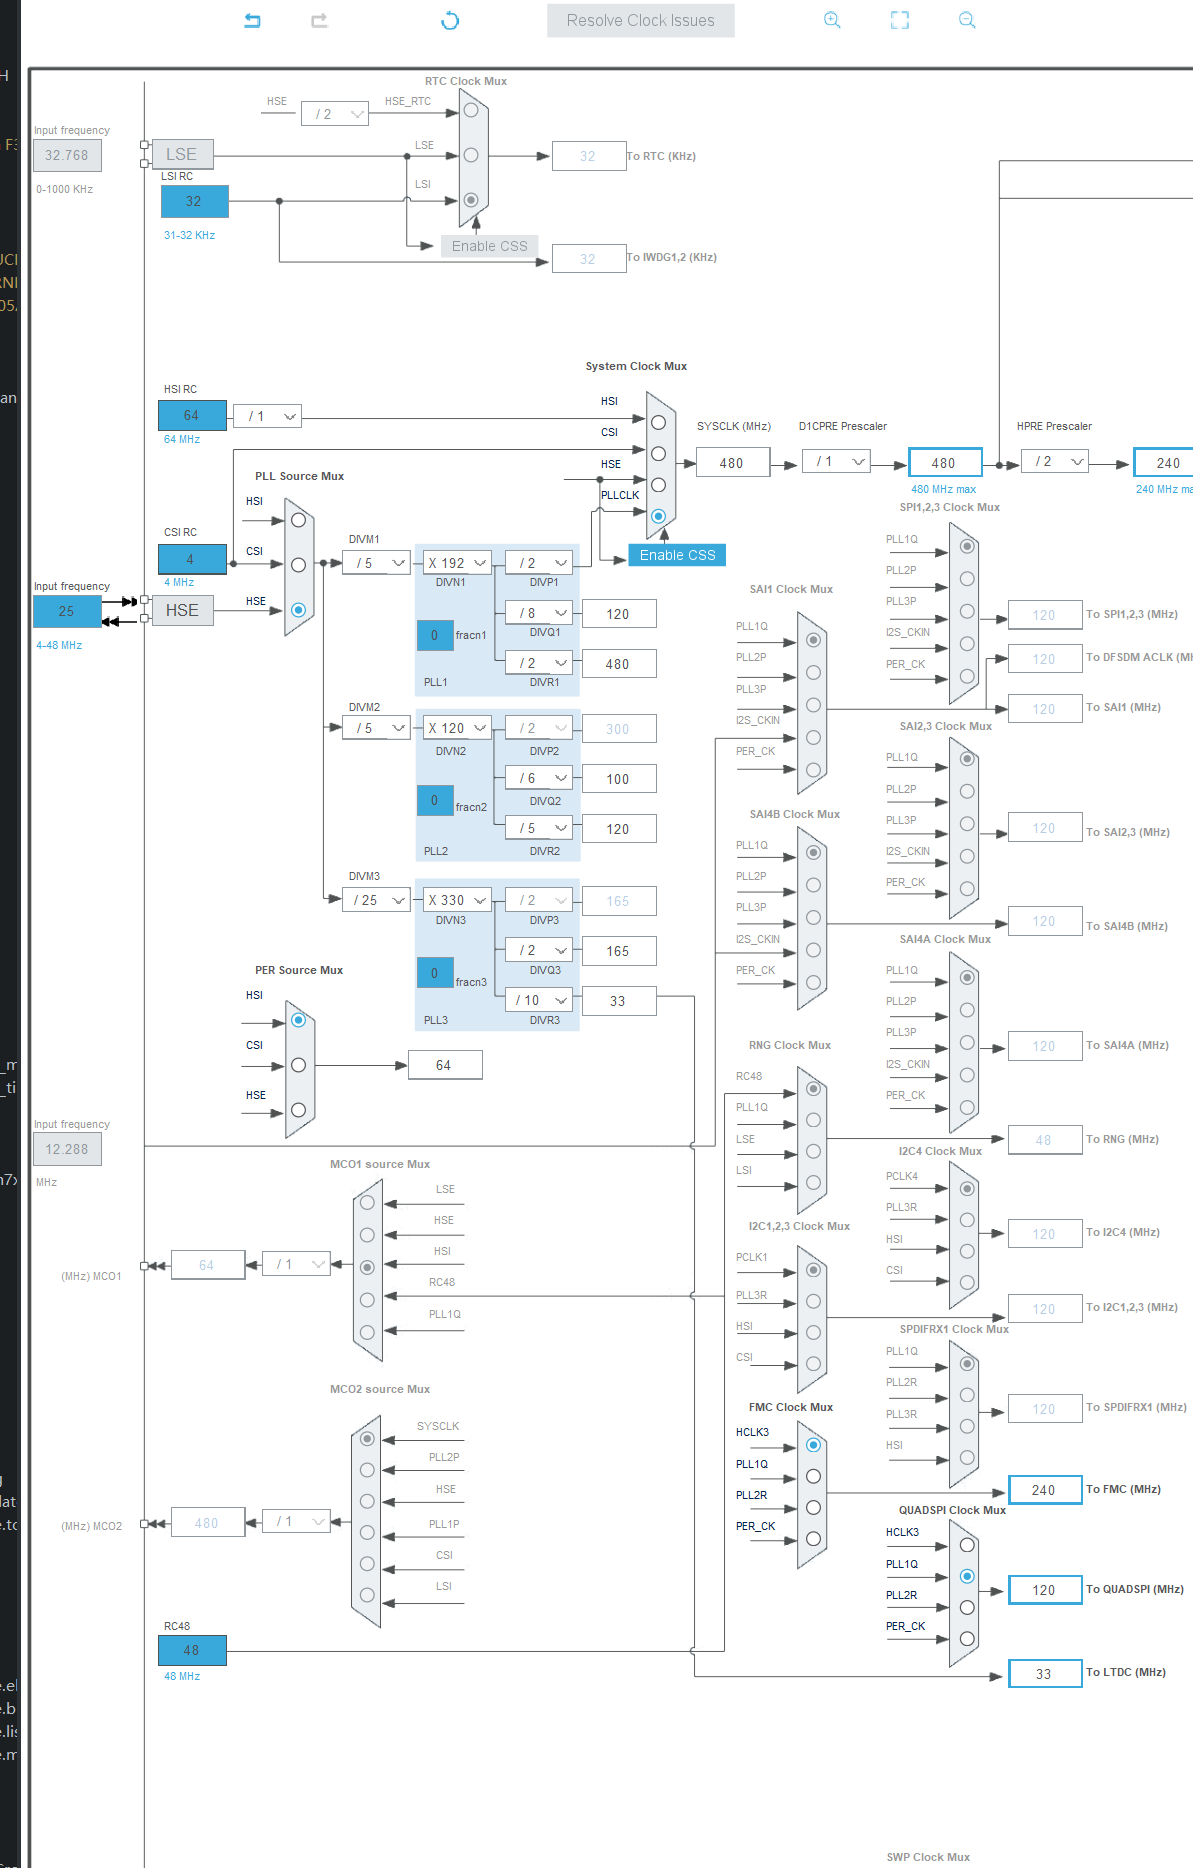 Resolve Clock Issues
RTC Clock Mux
HSE
/ 2
HSE_RTC
Input frequency
32.768
0-1000 KHz
LSE
LSE
32
To RTC (KHz)
LSI RC
32
31-32 KHz
LSI
Enable CSS
32
To IWDG1,2 (KHz)
System Clock Mux
HSI RC
64
64 MHz
/ 1
HSI
CSI
HSE
PLLCLK
SYSCLK (MHz)
480
D1CPRE Prescaler
/ 1
480
480 MHz max
HPRE Prescaler
/ 2
240
Enable CSS
PLL Source Mux
HSI
CSI
HSE
CSI RC
4
4 MHz
Input frequency
25
4-48 MHz
HSE
DIVM1
/ 5
X 192
DIVN1
/ 2
DIVP1
/ 8
120
DIVQ1
0
fracn1
/ 2
480
DIVR1
PLL1
DIVM2
/ 5
X 120
DIVN2
/ 2
300
DIVP2
/ 6
100
DIVQ2
0
fracn2
/ 5
120
DIVR2
PLL2
DIVM3
/ 25
X 330
DIVN3
/ 2
165
DIVP3
/ 2
165
DIVQ3
0
fracn3
/ 10
33
DIVR3
PLL3
PER Source Mux
HSI
CSI
HSE
64
Input frequency
12.288
MHz
MCO1 source Mux
LSE
HSE
HSI
RC48
PLL1Q
/ 1
64
(MHz) MCO1
MCO2 source Mux
SYSCLK
PLL2P
HSE
PLL1P
CSI
LSI
/ 1
480
(MHz) MCO2
RC48
48
48 MHz
SPI1,2,3 Clock Mux
PLL1Q
PLL2P
PLL3P
I2S_CKIN
PER_CK
120
To SPI1,2,3 (MHz)
120
To DFSDM ACLK
120
To SAI1 (MHz)
SAI1 Clock Mux
PLL1Q
PLL2P
PLL3P
I2S_CKIN
PER_CK
SAI2,3 Clock Mux
PLL1Q
PLL2P
PLL3P
I2S_CKIN
PER_CK
120
To SAI2,3 (MHz)
SAI4B Clock Mux
PLL1Q
PLL2P
PLL3P
I2S_CKIN
PER_CK
120
To SAI4B (MHz)
SAI4A Clock Mux
PLL1Q
PLL2P
PLL3P
I2S_CKIN
PER_CK
120
To SAI4A (MHz)
RNG Clock Mux
RC48
PLL1Q
LSE
LSI
48
To RNG (MHz)
I2C4 Clock Mux
PCLK4
PLL3R
HSI
CSI
120
To I2C4 (MHz)
I2C1,2,3 Clock Mux
PCLK1
PLL3R
HSI
CSI
120
To I2C1,2,3 (MHz)
SPDIFRX1 Clock Mux
PLL1Q
PLL2R
PLL3R
HSI
120
To SPDIFRX1 (MHz)
FMC Clock Mux
HCLK3
PLL1Q
PLL2R
PER_CK
240
To FMC (MHz)
QUADSPI Clock Mux
HCLK3
PLL1Q
PLL2R
PER_CK
120
To QUADSPI (MHz)
33
To LTDC (MHz)
SWP Clock Mux